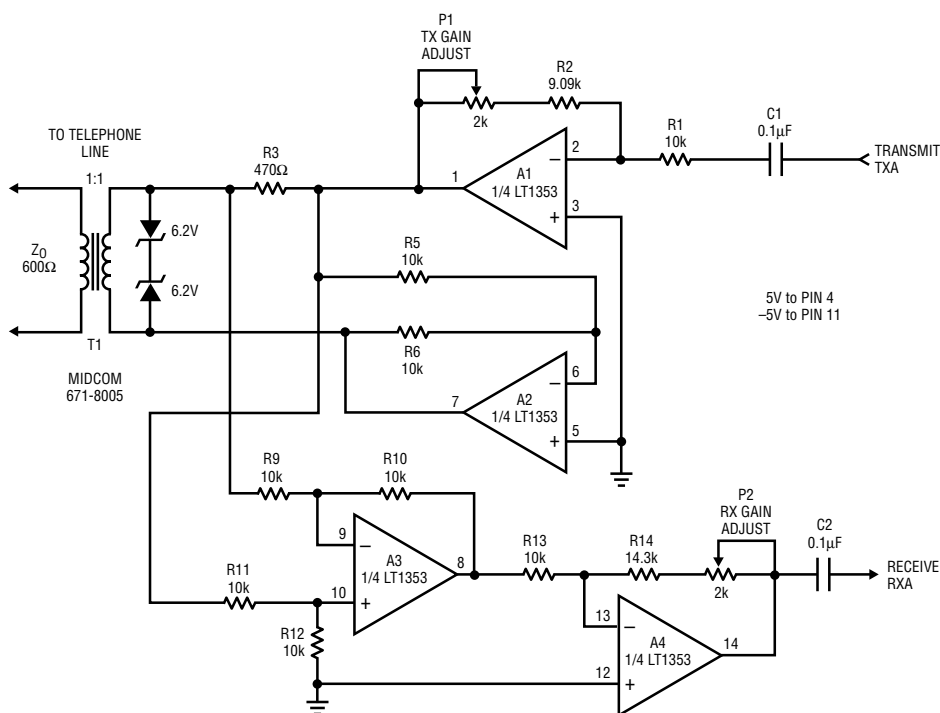 P1
TX GAIN
ADJUST
2k
R2
9.09k
C1
0.1µF
R1
10k
TRANSMIT
TXA
TO TELEPHONE
LINE
1:1
R3
470Ω
1
2
3
A1
1/4 LT1353
6.2V
6.2V
ZO
600Ω
R5
10k
5V to PIN 4
–5V to PIN 11
T1
R6
10k
MIDCOM
671-8005
7
6
5
A2
1/4 LT1353
R9
10k
R10
10k
P2
RX GAIN
ADJUST
2k
C2
0.1µF
9
10
8
A3
1/4 LT1353
R13
10k
R14
14.3k
RECEIVE
RXA
R11
10k
R12
10k
13
12
14
A4
1/4 LT1353